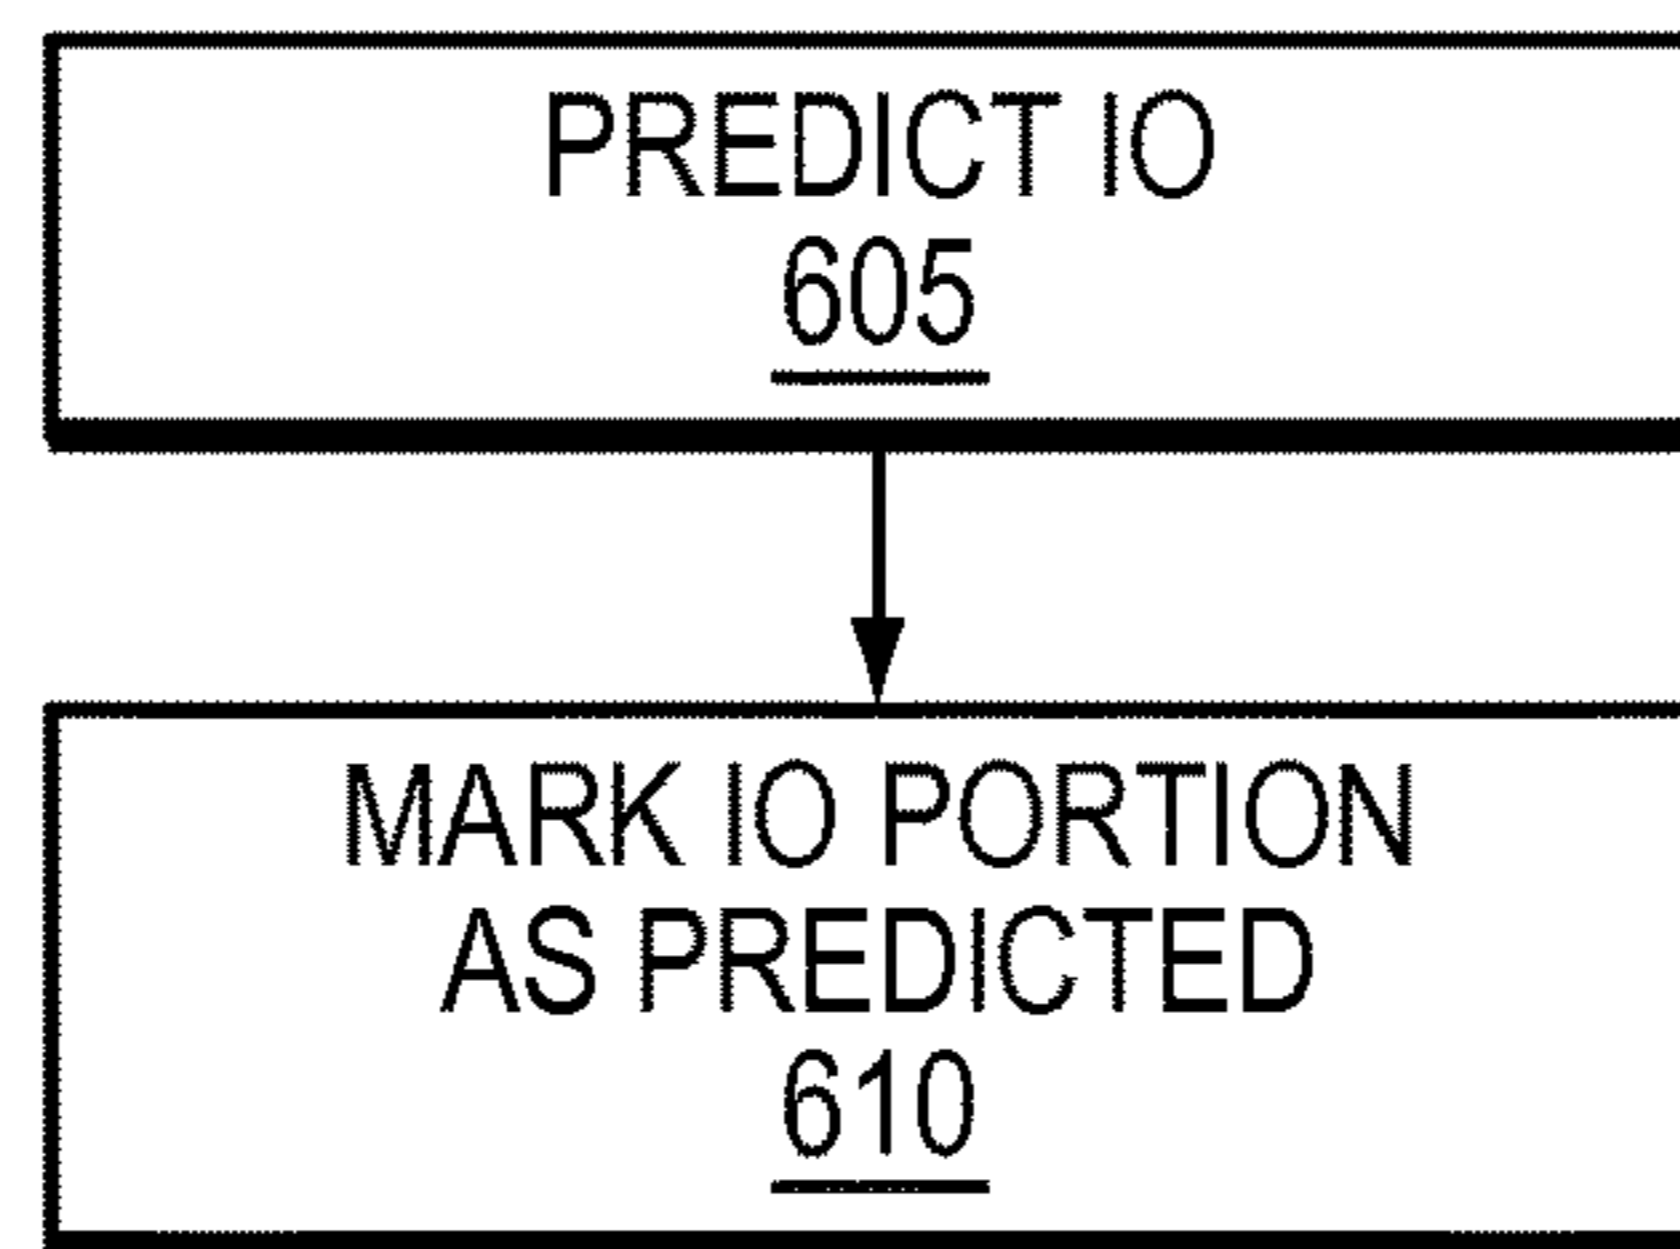 PREDICT IO
605
MARK IO PORTION
AS PREDICTED
610